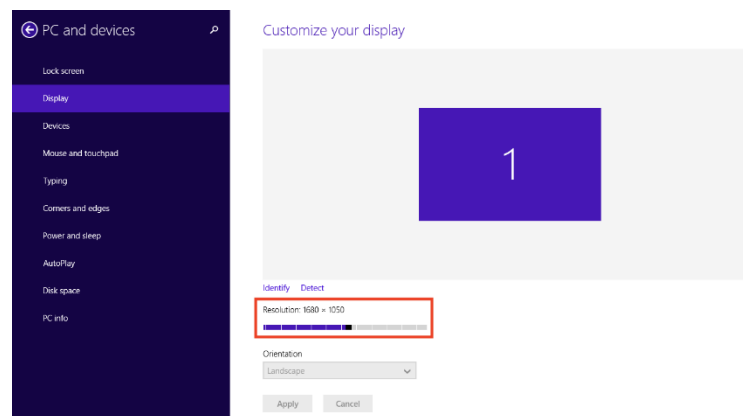 PC and devices
Lock screen
Display
Devices
Mouse and touchpad
Typing
Corners and edges
Power and sleep
AutoPlay
Disk space
PC info
Customize your display
1
Identify Detect
Resolution: 1680 × 1050
Orientation
Landscape
Apply Cancel